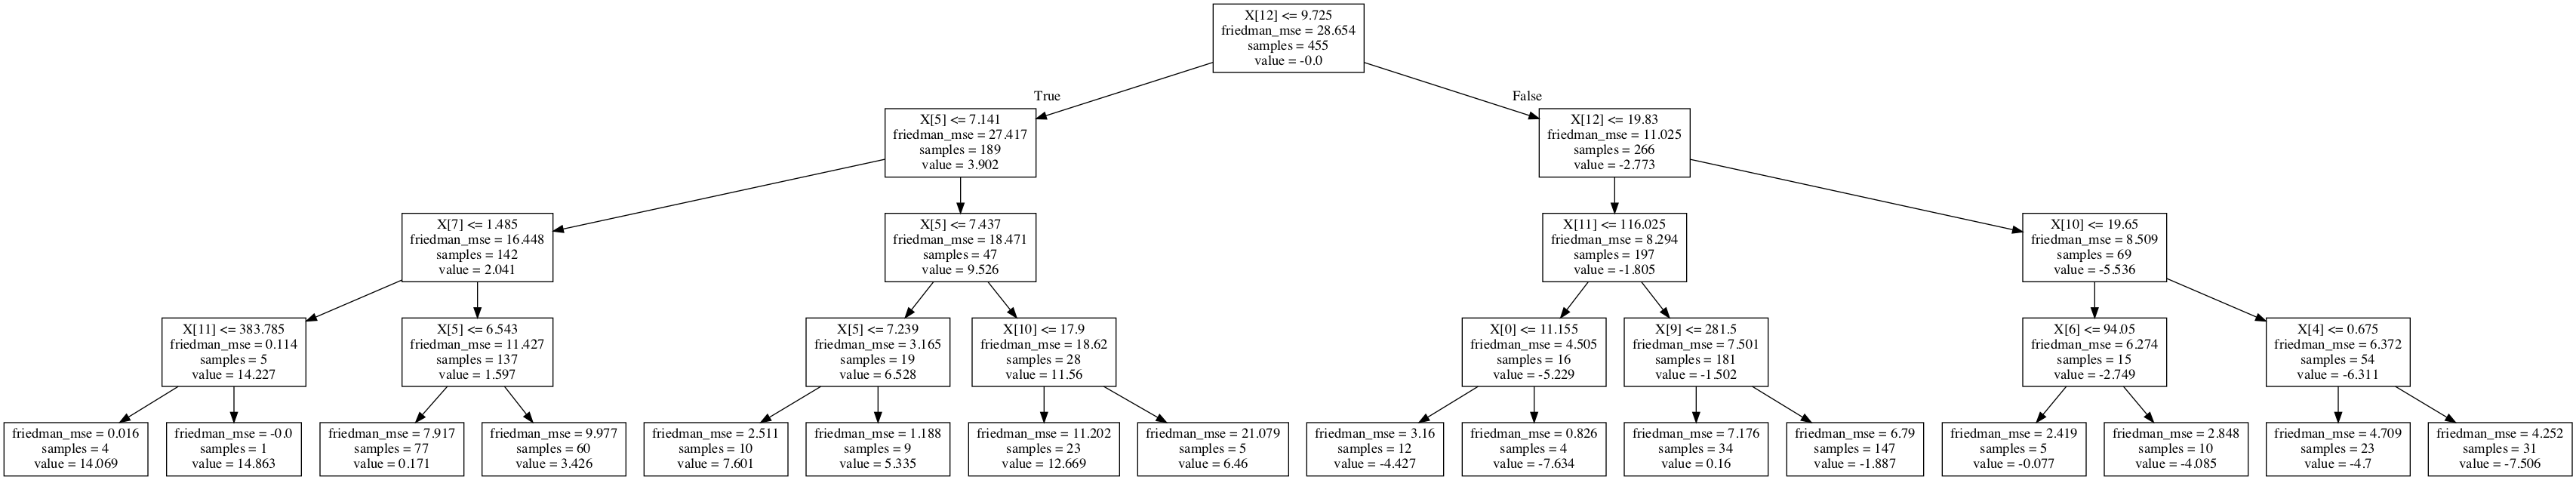 X[12] <= 9.725
friedman_mse = 28.654
samples = 455
value = -0.0
True
False
X[5] <= 7.141
friedman_mse = 27.417
samples = 189
value = 3.902
X[12] <= 19.83
friedman_mse = 11.025
samples = 266
value = -2.773
X[7] <= 1.485
friedman_mse = 16.448
samples = 142
value = 2.041
X[5] <= 7.437
friedman_mse = 18.471
samples = 47
value = 9.526
X[11] <= 116.025
friedman_mse = 8.294
samples = 197
value = -1.805
X[10] <= 19.65
friedman_mse = 8.509
samples = 69
value = -5.536
X[11] <= 383.785
friedman_mse = 0.114
samples = 5
value = 14.227
X[5] <= 6.543
friedman_mse = 11.427
samples = 137
value = 1.597
X[5] <= 7.239
friedman_mse = 3.165
samples = 19
value = 6.528
X[10] <= 17.9
friedman_mse = 18.62
samples = 28
value = 11.56
X[0] <= 11.155
friedman_mse = 4.505
samples = 16
value = -5.229
X[9] <= 281.5
friedman_mse = 7.501
samples = 181
value = -1.502
X[6] <= 94.05
friedman_mse = 6.274
samples = 15
value = -2.749
X[4] <= 0.675
friedman_mse = 6.372
samples = 54
value = -6.311
friedman_mse = 0.016
samples = 4
value = 14.069
friedman_mse = -0.0
samples = 1
value = 14.863
friedman_mse = 7.917
samples = 77
value = 0.171
friedman_mse = 9.977
samples = 60
value = 3.426
friedman_mse = 2.511
samples = 10
value = 7.601
friedman_mse = 1.188
samples = 9
value = 5.335
friedman_mse = 11.202
samples = 23
value = 12.669
friedman_mse = 21.079
samples = 5
value = 6.46
friedman_mse = 3.16
samples = 12
value = -4.427
friedman_mse = 0.826
samples = 4
value = -7.634
friedman_mse = 7.176
samples = 34
value = 0.16
friedman_mse = 6.79
samples = 147
value = -1.887
friedman_mse = 2.419
samples = 5
value = -0.077
friedman_mse = 2.848
samples = 10
value = -4.085
friedman_mse = 4.709
samples = 23
value = -4.7
friedman_mse = 4.252
samples = 31
value = -7.506